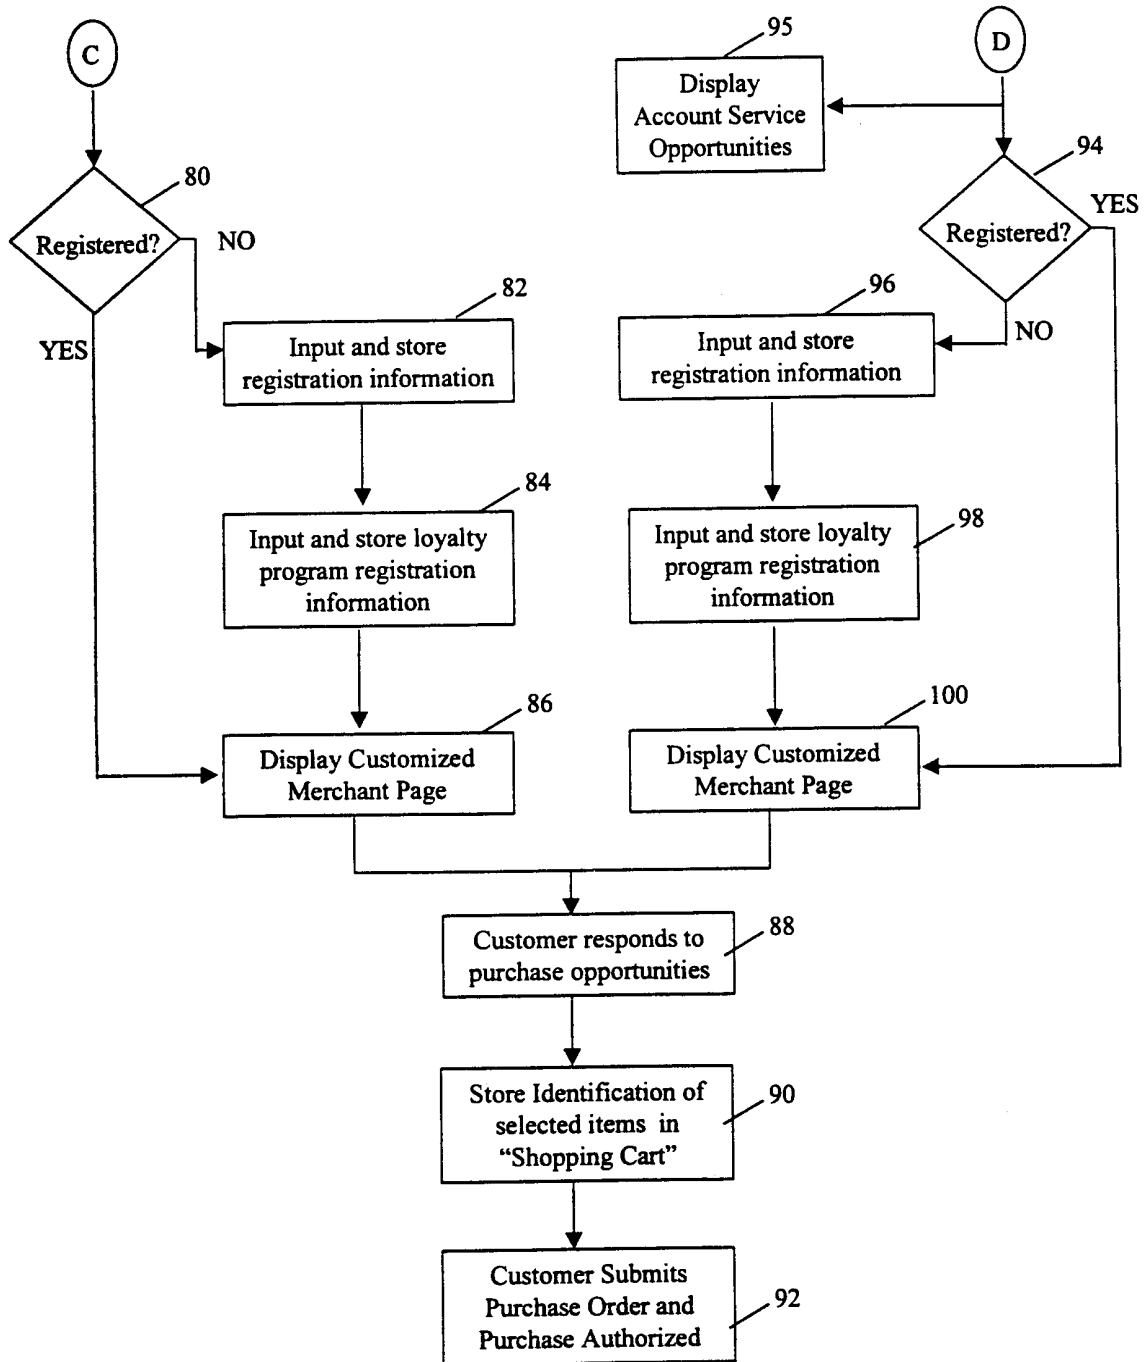 C
95
D
Display
Account Service
Opportunities
94
YES
80
Registered?
NO
Registered?
82
96
NO
YES
Input and store
registration information
Input and store
registration information
84
98
Input and store loyalty
program registration
information
Input and store loyalty
program registration
information
86
100
Display Customized
Merchant Page
Display Customized
Merchant Page
88
Customer responds to
purchase opportunities
90
Store Identification of
selected items in
“Shopping Cart”
Customer Submits
Purchase Order and
Purchase Authorized
92